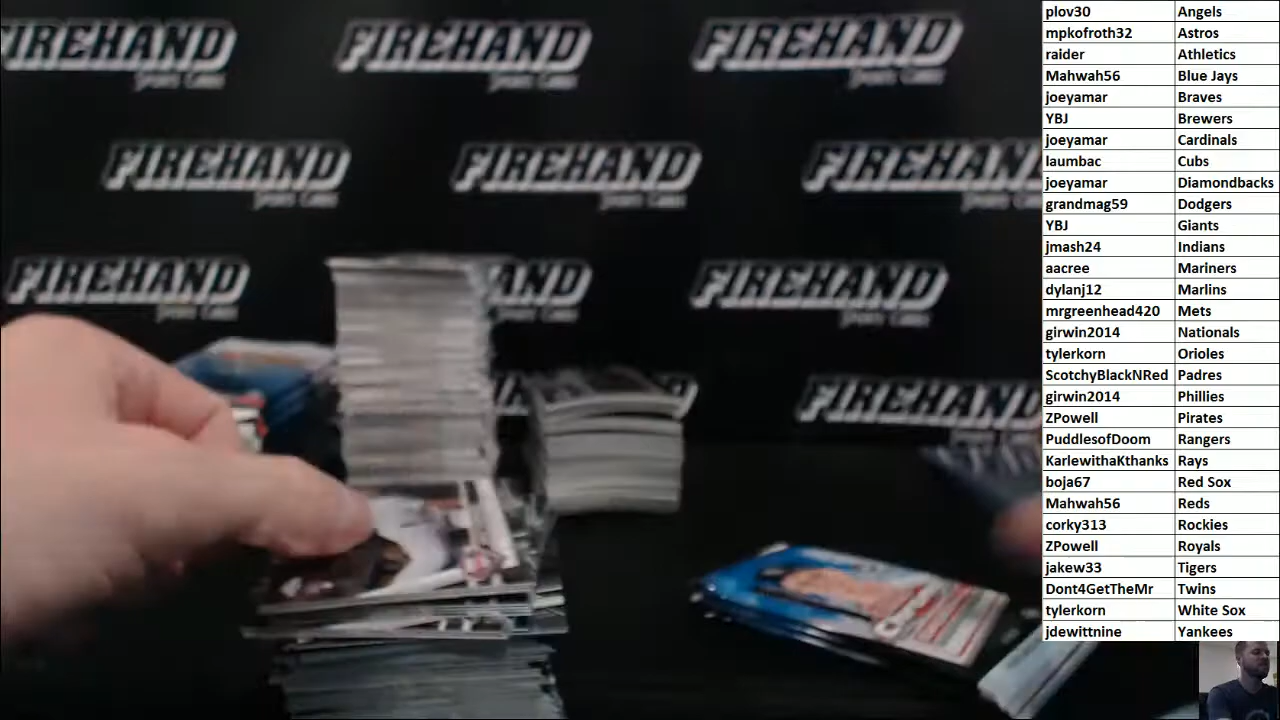 FIREHAND FIREHAND FIREHAND
FIREHAND FIREHAND FIREHAND
FIREHAND FIREHAND
FIREHAND
plov30 Angels
mpkofroth32 Astros
raider Athletics
Mahwah56 Blue Jays
joeyamar Braves
YBJ Brewers
joeyamar Cardinals
laumbac Cubs
joeyamar Diamondbacks
grandmag59 Dodgers
YBJ Giants
jmash24 Indians
aacree Mariners
dylanj12 Marlins
mrgreenhead420 Mets
girwin2014 Nationals
tylerkorn Orioles
ScotchyBlackNRed Padres
girwin2014 Phillies
ZPowell Pirates
PuddlesofDoom Rangers
KarlewithaKthanks Rays
boja67 Red Sox
Mahwah56 Reds
corky313 Rockies
ZPowell Royals
jakew33 Tigers
Dont4GetTheMr Twins
tylerkorn White Sox
jdewittnine Yankees